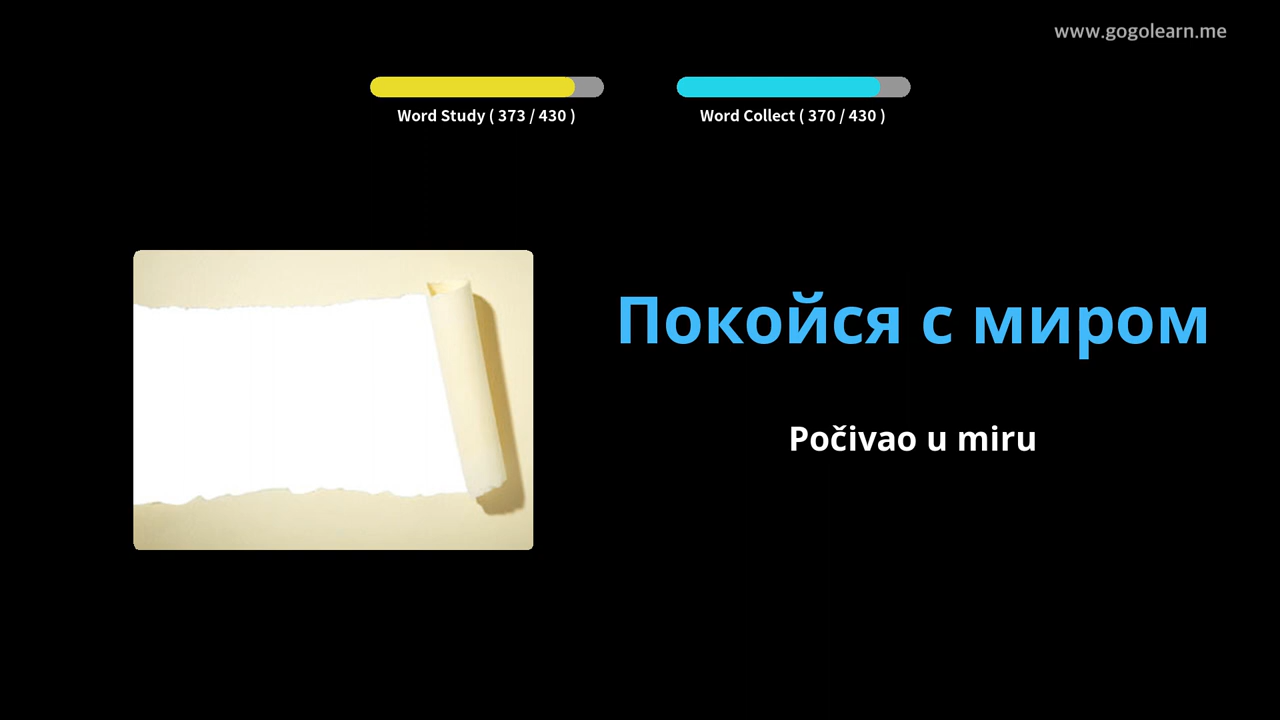 www.gogolearn.me
Word Study ( 373 / 430 )
Word Collect ( 370 / 430 )
Покойся с миром
Počivao u miru